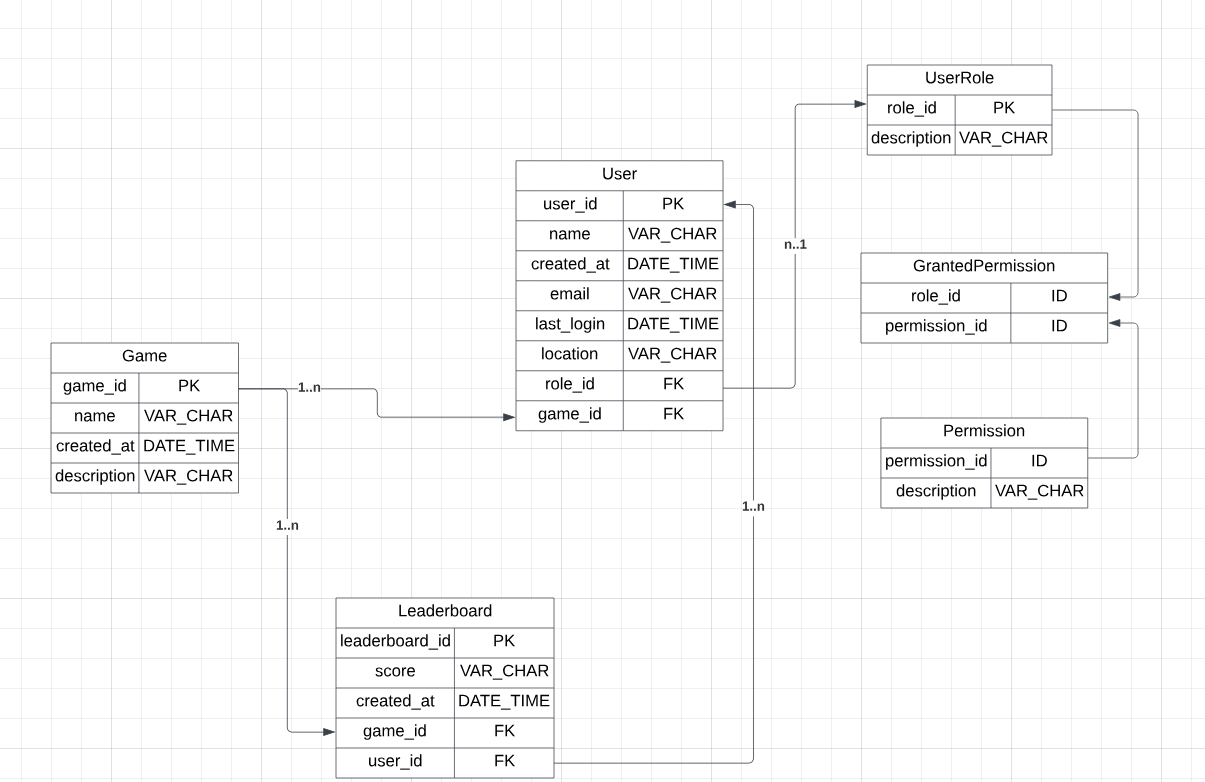 UserRole
role_id PK
description VAR_CHAR
User
user_id PK
name VAR_CHAR
created_at DATE_TIME
email VAR_CHAR
last_login DATE_TIME
location VAR_CHAR
role_id FK
game_id FK
n..1
GrantedPermission
role_id ID
permission_id ID
Game
game_id PK
name VAR_CHAR
created_at DATE_TIME
description VAR_CHAR
1..n
Permission
permission_id ID
description VAR_CHAR
1..n
1..n
Leaderboard
leaderboard_id PK
score VAR_CHAR
created_at DATE_TIME
game_id FK
user_id FK